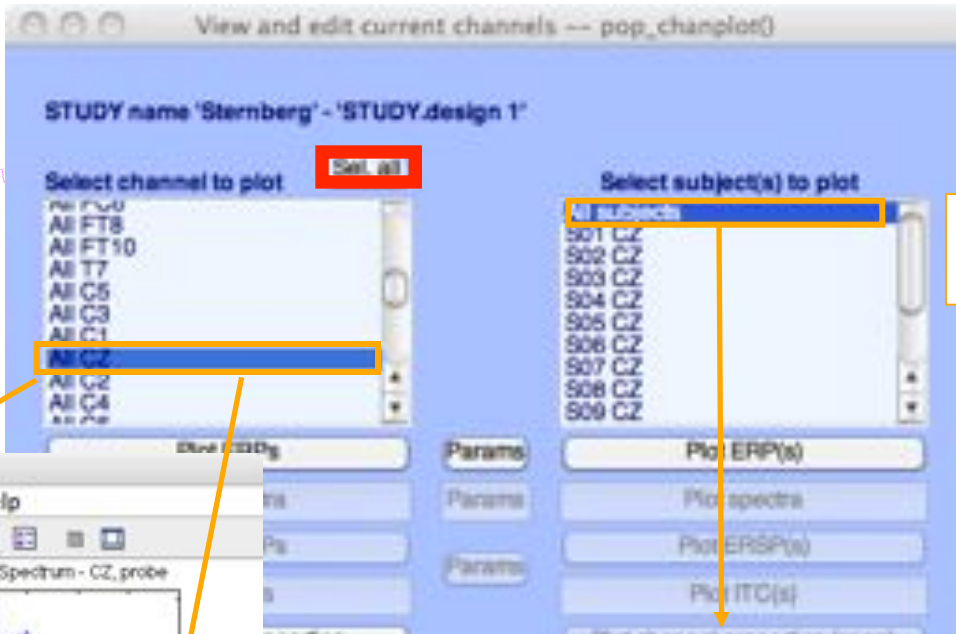 View and edit current channels -- pop_chanplot()
STUDY name 'Sternberg' - 'STUDY.design 1'
Sel. all
Select channel to plot
All FT8
All FT10
All T7
All C5
All C3
All C1
All CZ
All C2
All C4
Select subject(s) to plot
All subjects
S01 CZ
S02 CZ
S03 CZ
S04 CZ
S05 CZ
S06 CZ
S07 CZ
S08 CZ
S09 CZ
Plot ERPs
Params
Plot ERP(s)
Params
Plot spectra
Params
Plot ERSP(s)
Plot ITC(s)
Spectrum - CZ, probe